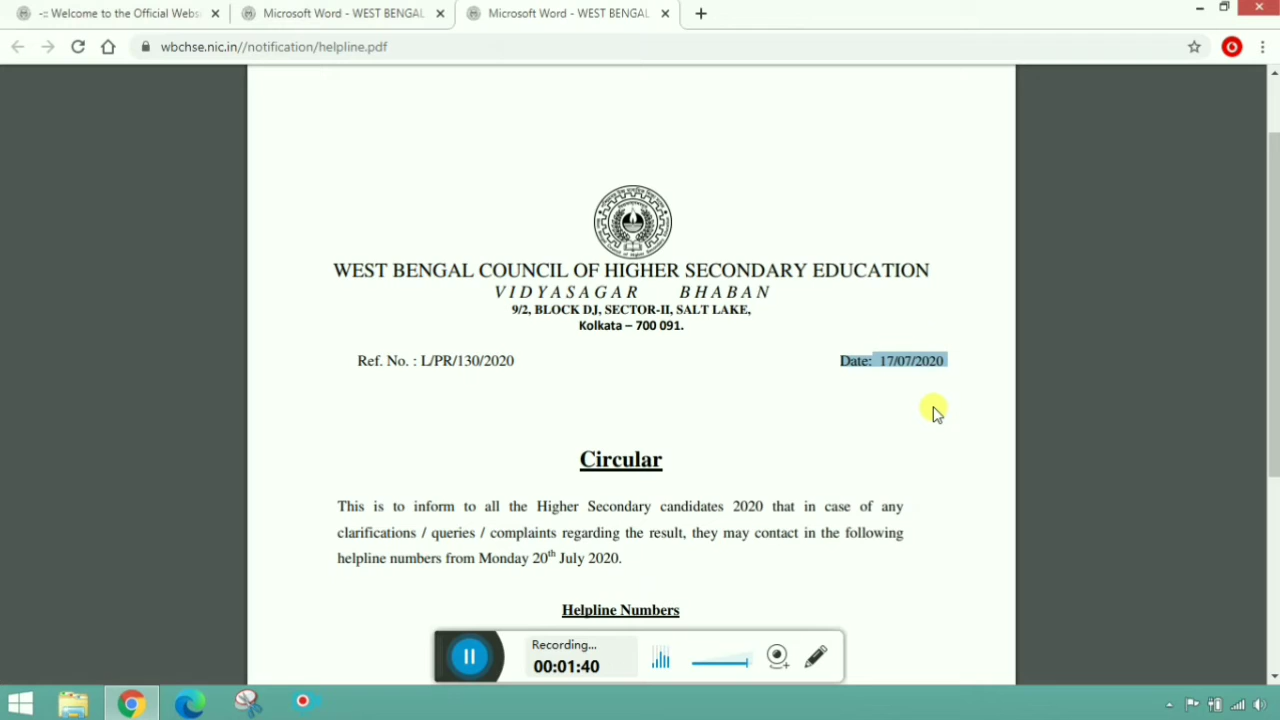 -:: Welcome to the Official Webs
Microsoft Word - WEST BENGAL
Microsoft Word - WEST BENGAL
wbchse.nic.in//notification/helpline.pdf
WEST BENGAL COUNCIL OF HIGHER SECONDARY EDUCATION
VIDYASAGAR BHABAN
9/2, BLOCK DJ, SECTOR-II, SALT LAKE,
Kolkata – 700 091.
Ref. No. : L/PR/130/2020
Date: 17/07/2020
Circular
This is to inform to all the Higher Secondary candidates 2020 that in case of any
clarifications / queries / complaints regarding the result, they may contact in the following
helpline numbers from Monday 20th July 2020.
Helpline Numbers
Recording...
00:01:40